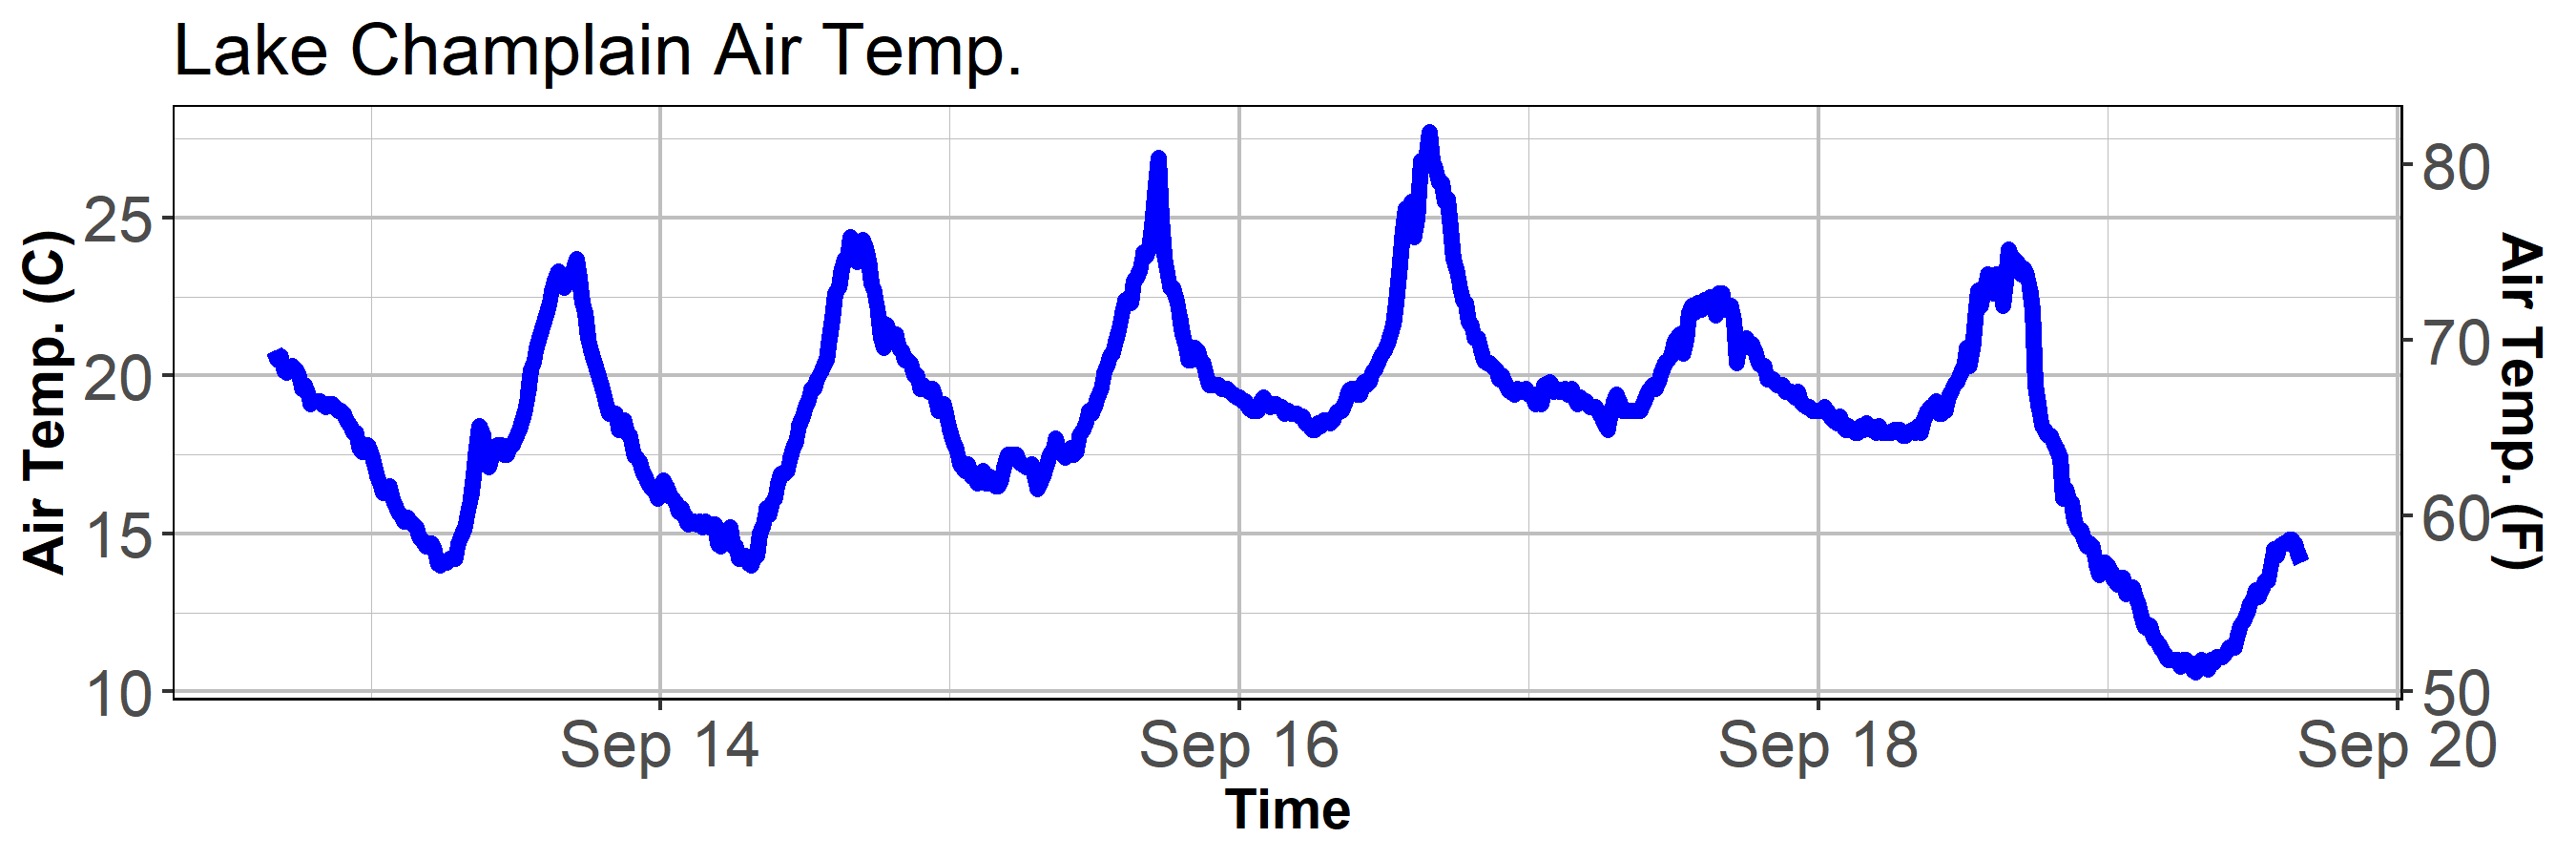 Lake Champlain Air Temp.
Air Temp. (C)
25
20
15
10
80
70
60
50
Air Temp. (F)
Sep 14 Sep 16 Sep 18 Sep 20
Time